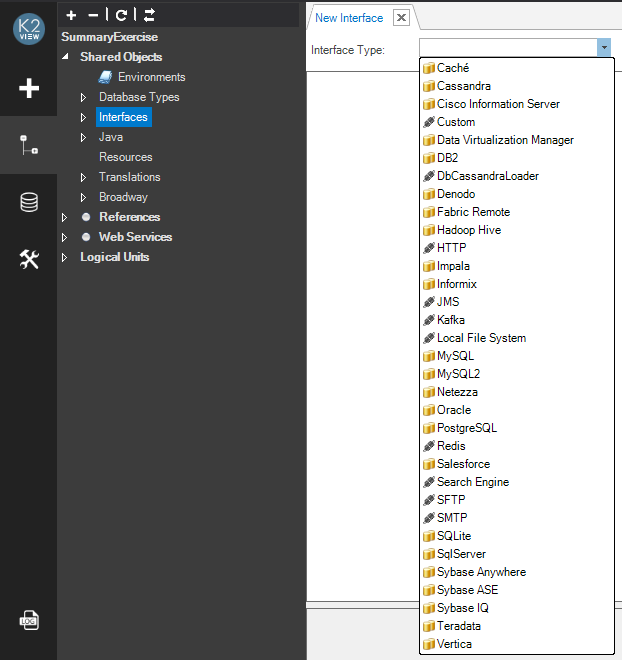 K2
VIEW
SummaryExercise
Shared Objects
Environments
Database Types
Interfaces
Java
Resources
Translations
Broadway
References
Web Services
Logical Units
LOG
New Interface
Interface Type:
Caché
Cassandra
Cisco Information Server
Custom
Data Virtualization Manager
DB2
DbCassandraLoader
Denodo
Fabric Remote
Hadoop Hive
HTTP
Impala
Informix
JMS
Kafka
Local File System
MySQL
MySQL2
Netezza
Oracle
PostgreSQL
Redis
Salesforce
Search Engine
SFTP
SMTP
SQLite
SqlServer
Sybase Anywhere
Sybase ASE
Sybase IQ
Teradata
Vertica